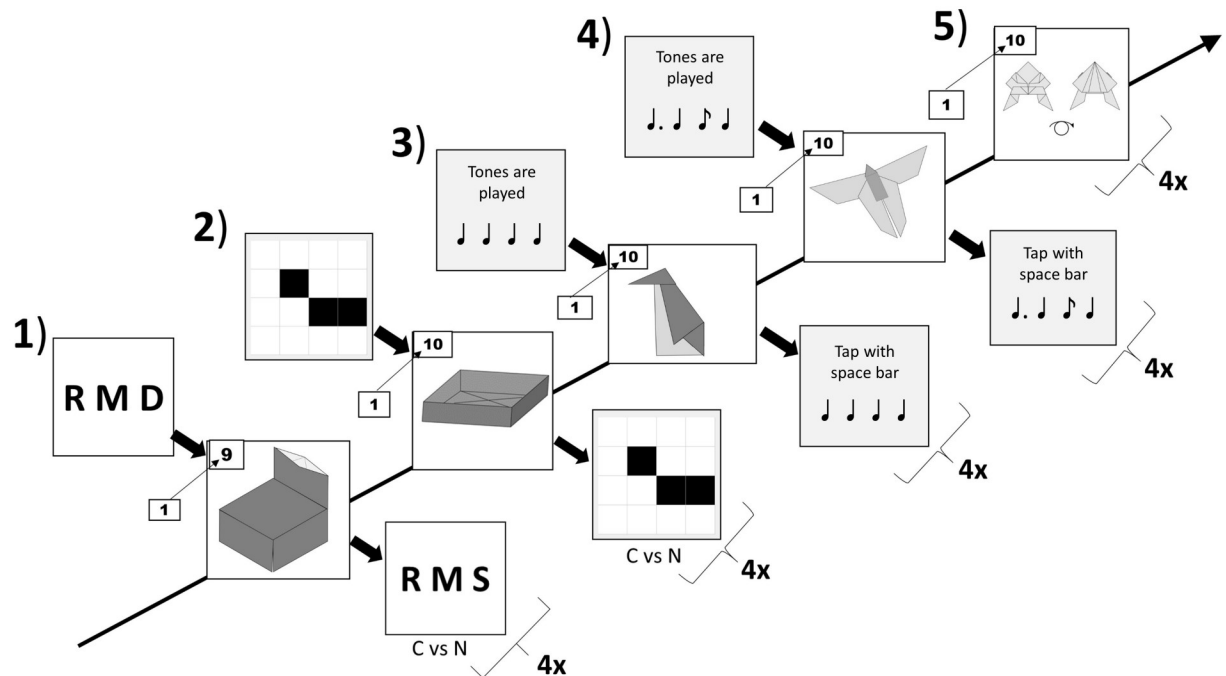 1)
R M D
1
9
R M S
C vs N
4x
2)
1
10
C vs N
4x
3)
Tones are
played
1
10
Tap with
space bar
4x
4)
Tones are
played
1
10
Tap with
space bar
4x
5)
1
10
4x